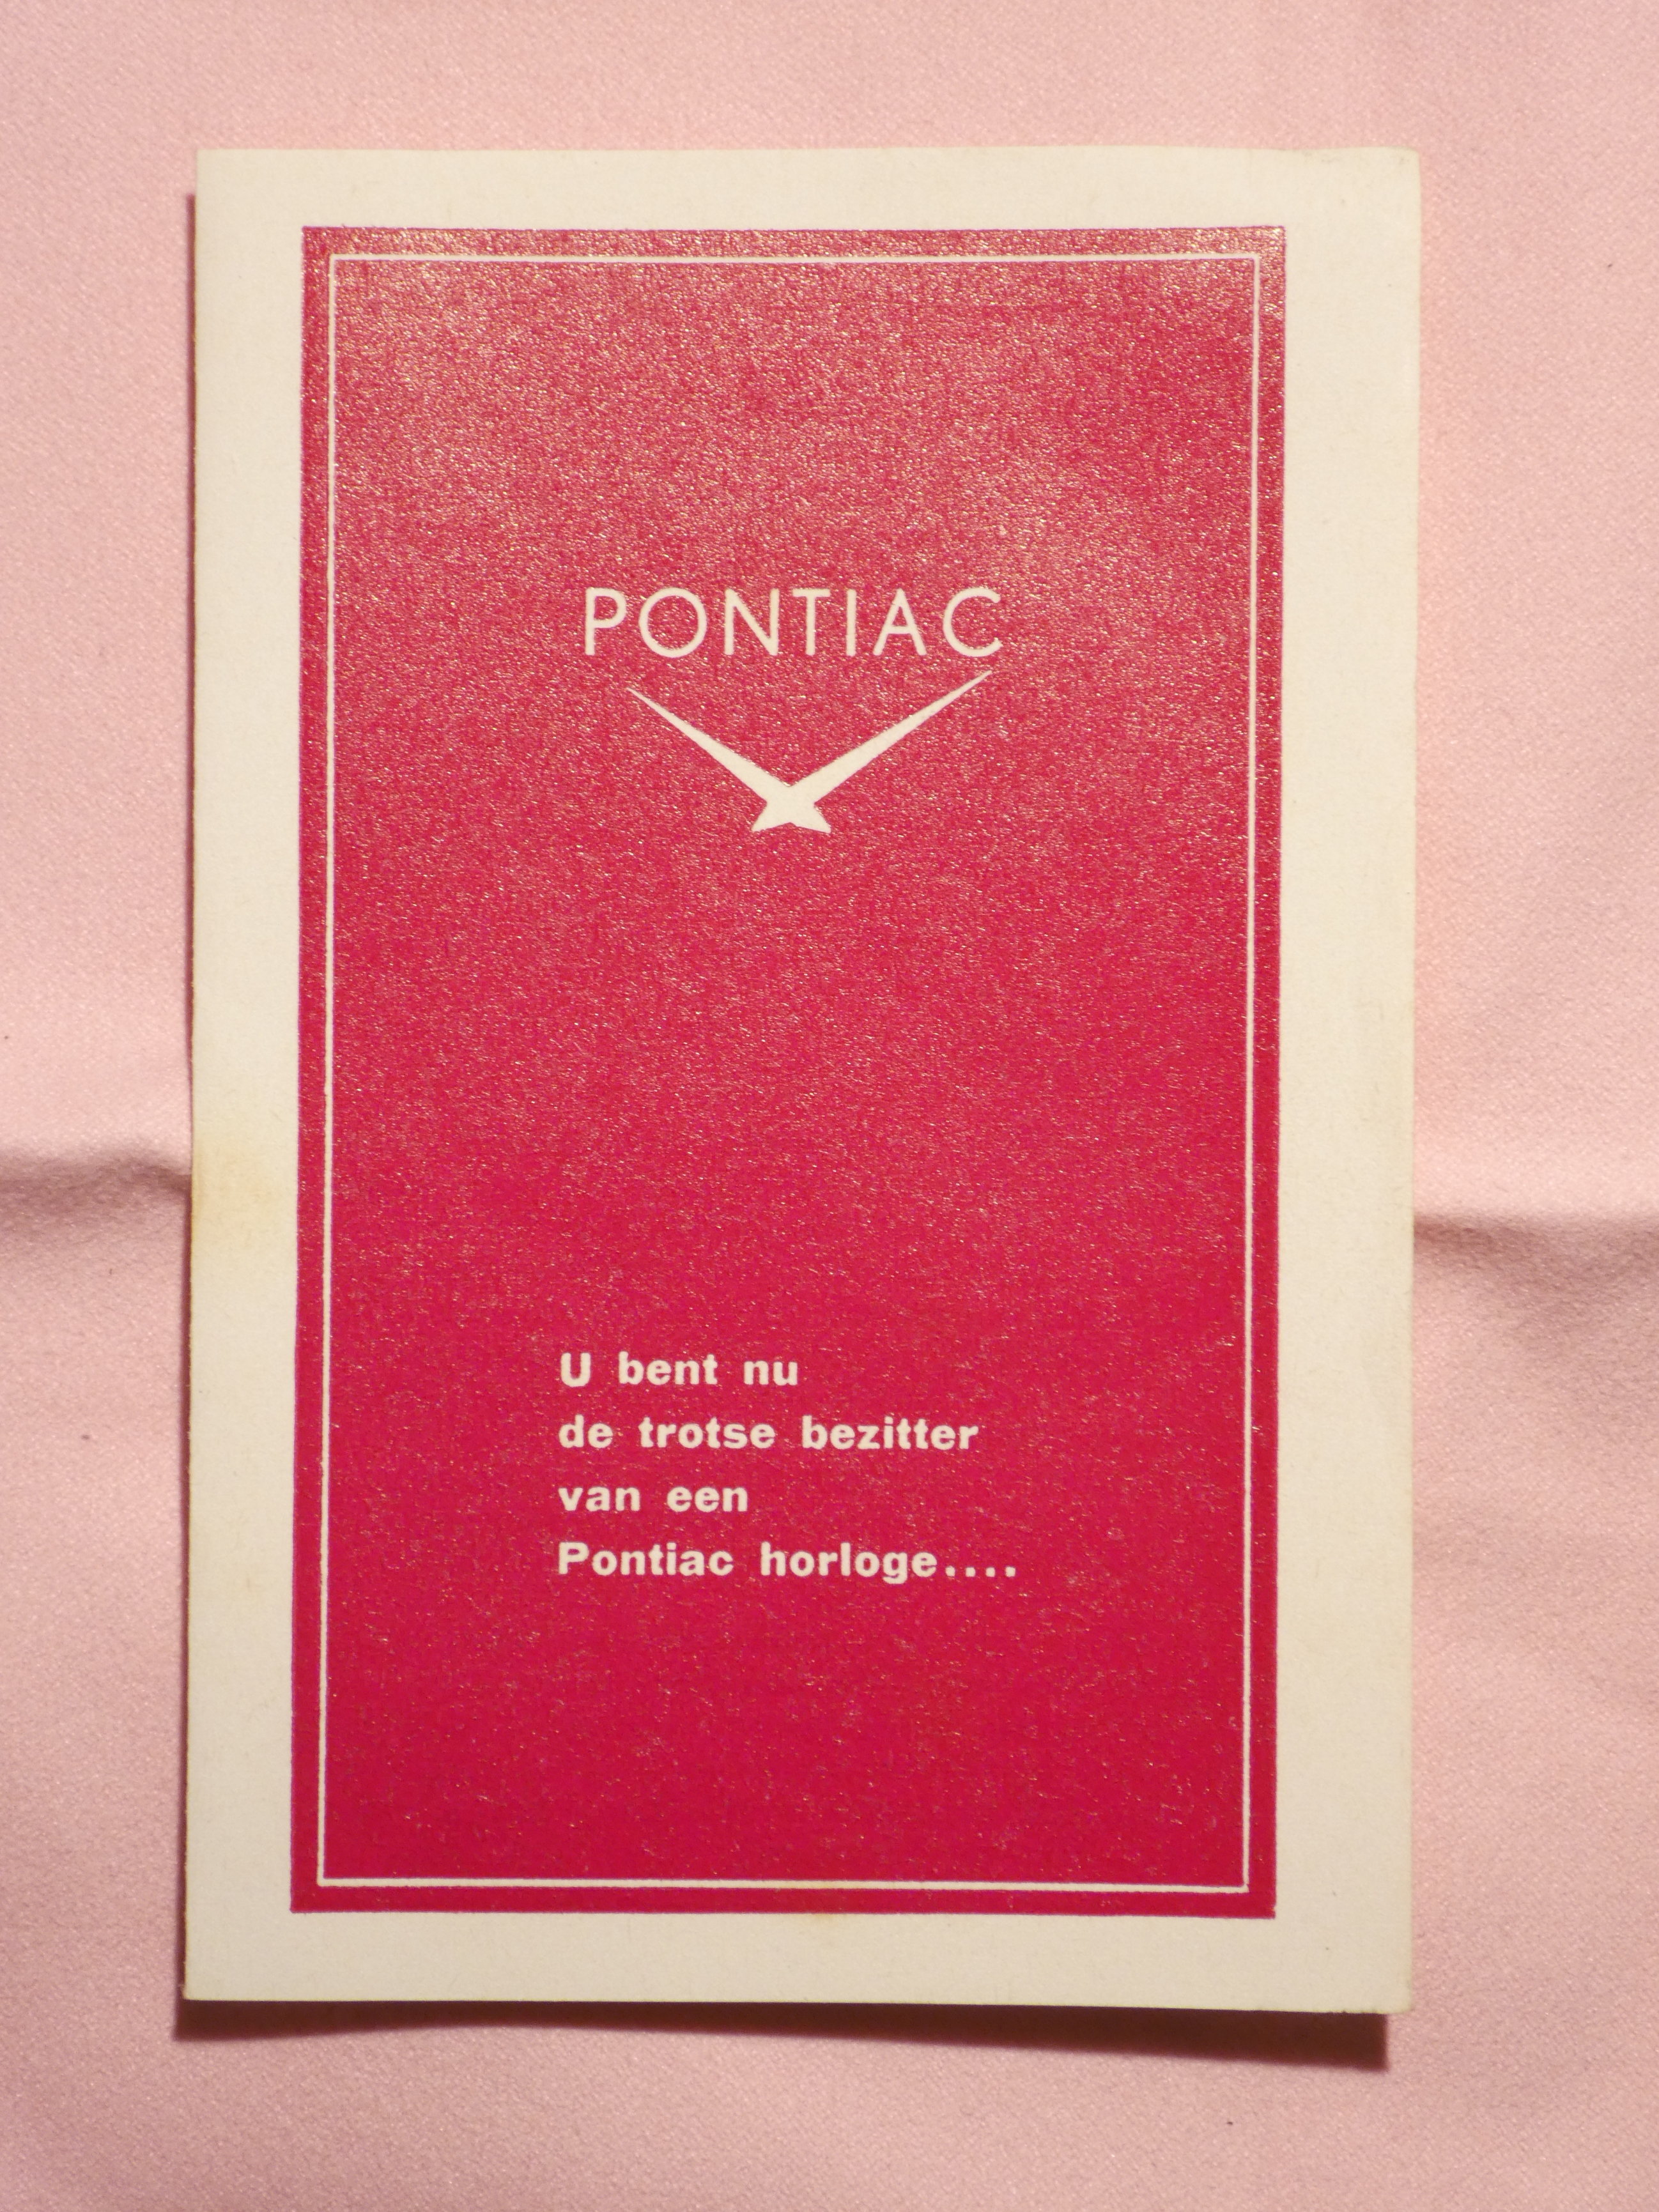 PONTIAC
U bent nu
de trotse bezitter
van een
Pontiac horloge....